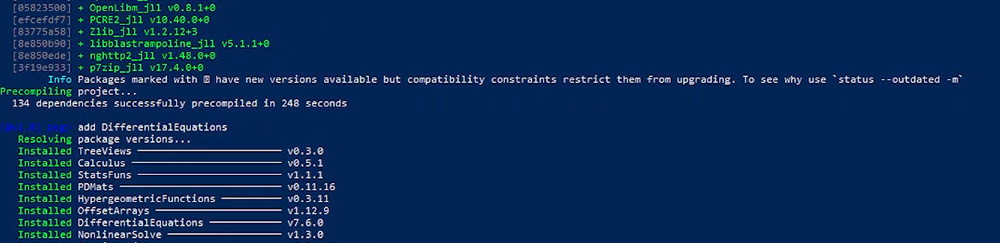 [05823500] + OpenLibm_jll v0.8.1+0
[efcefdf7] + PCRE2_jll v10.40.0+0
[83775a58] + Zlib_jll v1.2.12+3
[8e850b90] + libblastrampoline_jll v5.1.1+0
[8e850ede] + nghttp2_jll v1.48.0+0
[3f19e933] + p7zip_jll v17.4.0+0
Info Packages marked with have new versions available but compatibility constraints restrict them from upgrading. To see why use `status --outdated -m`
Precompiling project...
134 dependencies successfully precompiled in 248 seconds
pkg> add DifferentialEquations
Resolving package versions...
Installed TreeViews ─ v0.3.0
Installed Calculus ─ v0.5.1
Installed StatsFuns ─ v1.1.1
Installed PDMats ─ v0.11.16
Installed HypergeometricFunctions ─ v0.3.11
Installed OffsetArrays ─ v1.12.9
Installed DifferentialEquations ─ v7.6.0
Installed NonlinearSolve ─ v1.3.0